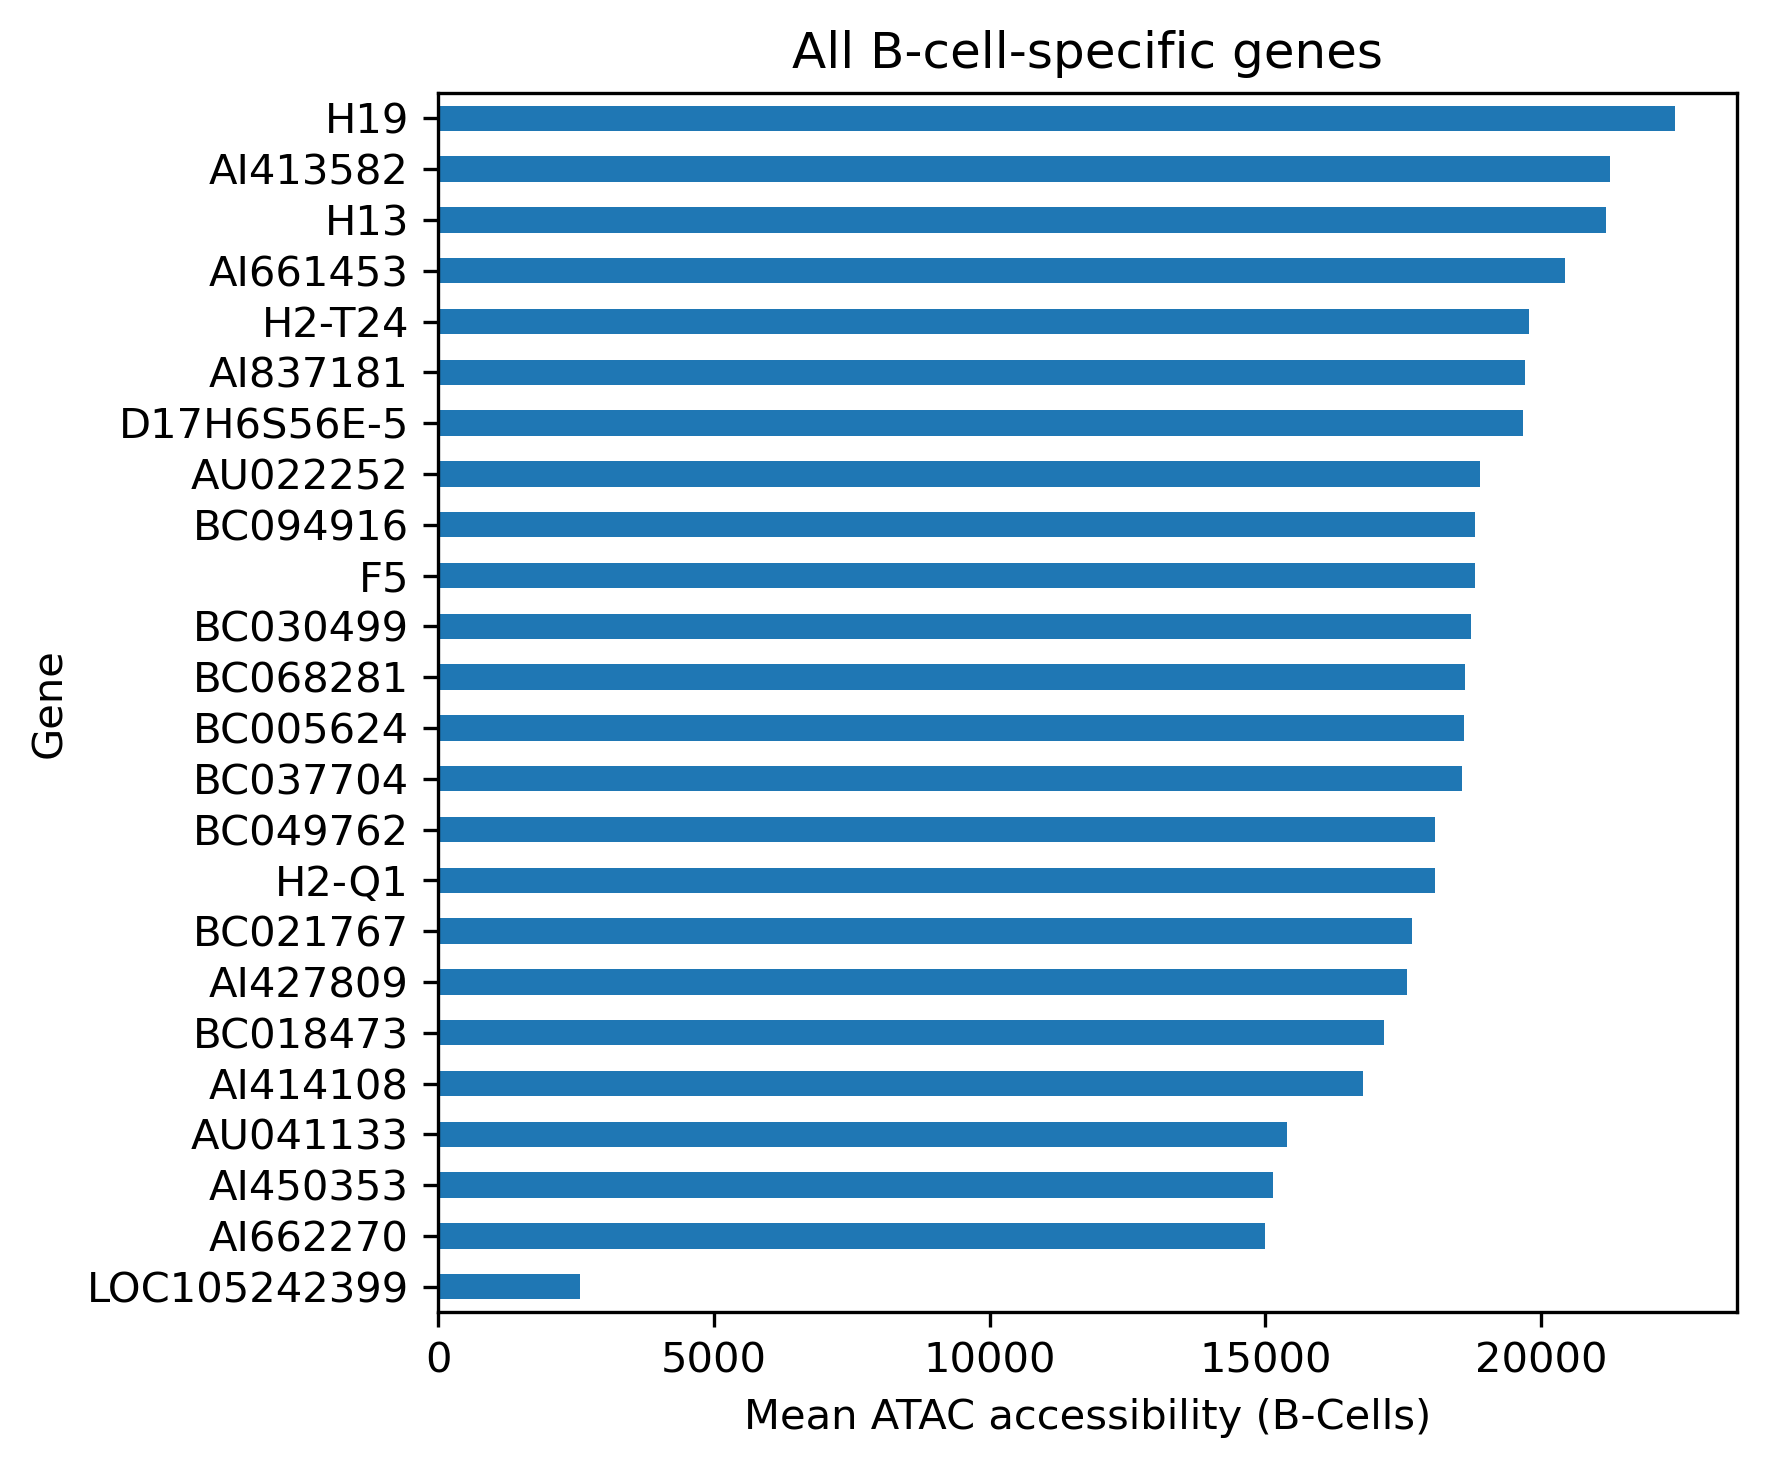 All B-cell-specific genes
H19
AI413582
H13
AI661453
H2-T24
AI837181
D17H6S56E-5
AU022252
BC094916
F5
BC030499
BC068281
BC005624
BC037704
BC049762
H2-Q1
BC021767
AI427809
BC018473
AI414108
AU041133
AI450353
AI662270
LOC105242399
Gene
0 5000 10000 15000 20000
Mean ATAC accessibility (B-Cells)